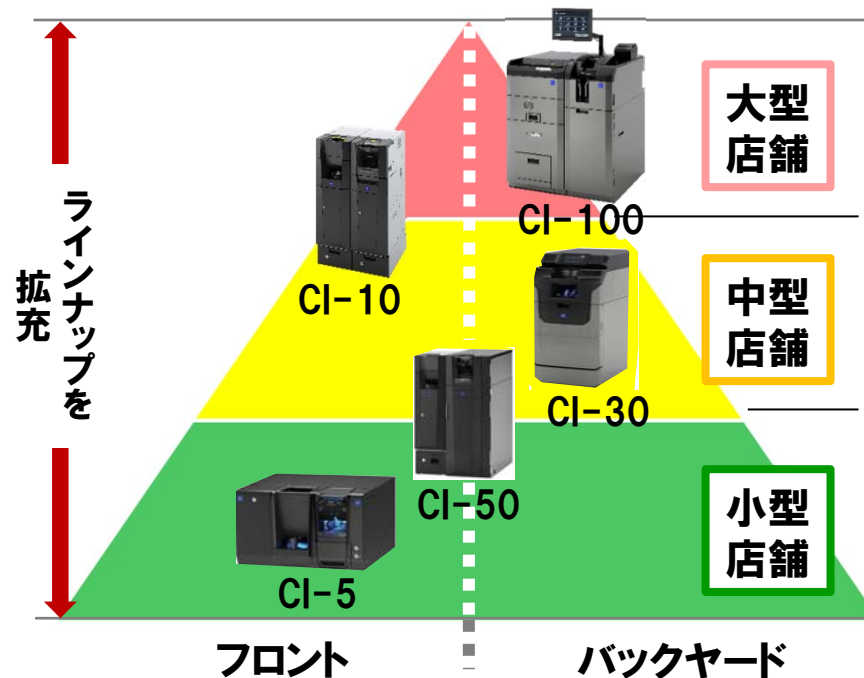 ラインナップを
拡充
大型
店舗
CI-100
CI-10
中型
店舗
CI-30
CI-50
小型
店舗
CI-5
フロント
バックヤード